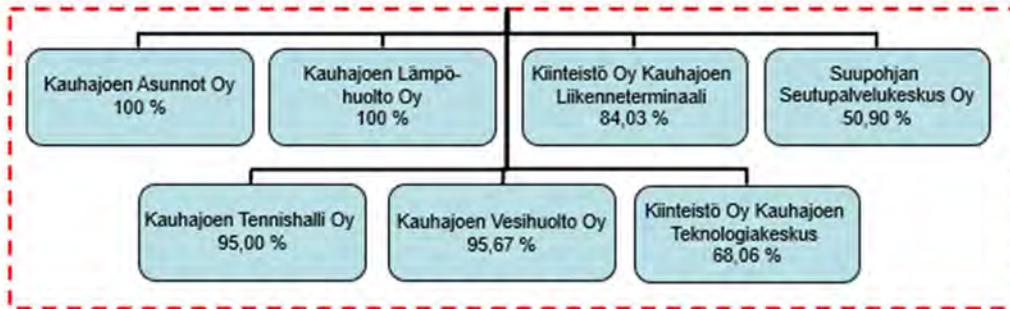 Kauhajoen Asunnot Oy
100 %
Kauhajoen Lämpö-
huolto Oy
100 %
Kiinteistö Oy Kauhajoen
Liikenneterminaali
84,03 %
Suupohjan
Seutupalvelukeskus Oy
50,90 %
Kauhajoen Tennishalli Oy
95,00 %
Kauhajoen Vesihuolto Oy
95,67 %
Kiinteistö Oy Kauhajoen
Teknologiakeskus
68,06 %